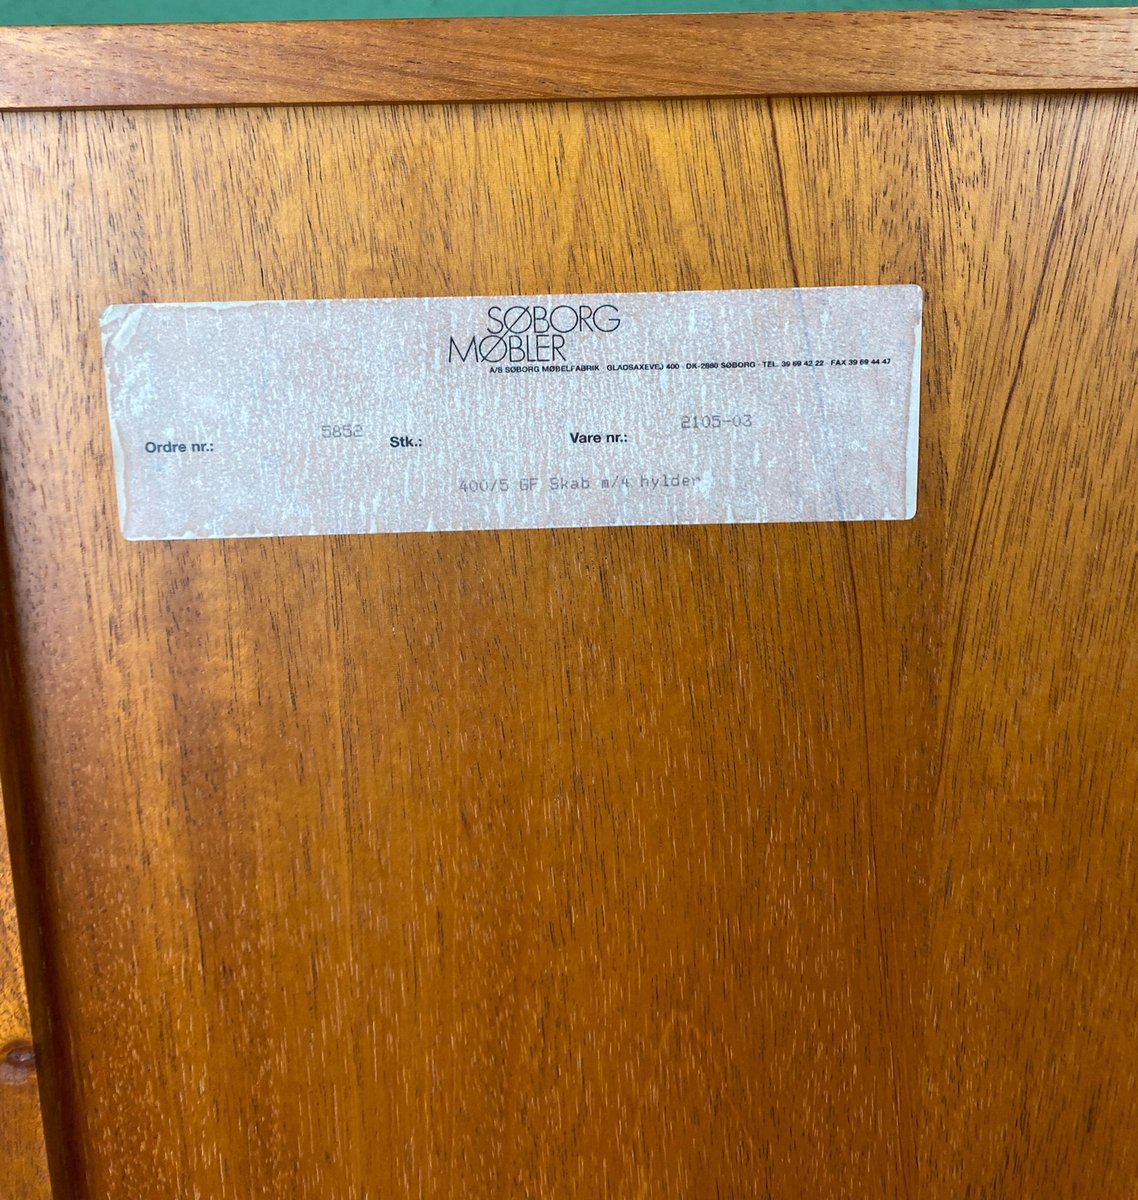 SØBORG
MØBLER
A/S SØBORG MØBELFABRIK · GLADSAXEVEJ 400 · DK-2860 SØBORG · TEL. 39 69 42 22 · FAX 39 69 44 47
Ordre nr.: 5852 Stk.: Vare nr.: 2105-03
400/5 GF Skab m/4 hylder